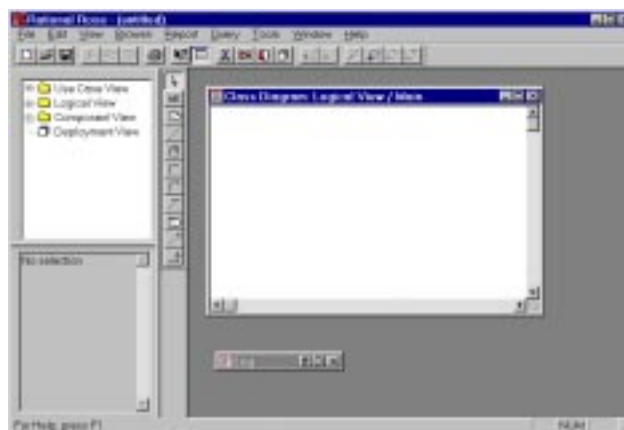 Rational Rose - (untitled)
File Edit View Browse Report Query Tools Window Help
Use Case View
Logical View
Component View
Deployment View
Class Diagram: Logical View / Main
No selection
Log
For Help, press F1
NUM